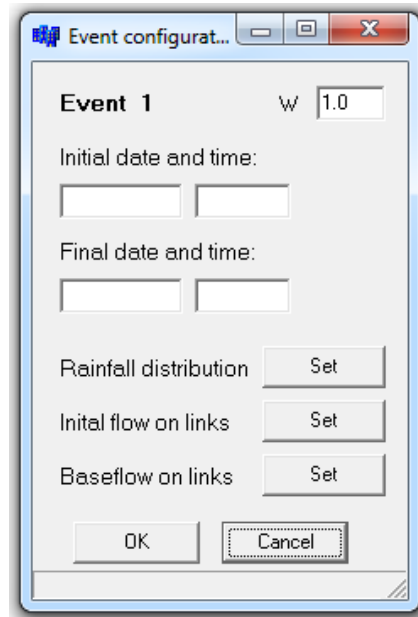 Event configurat...
Event 1 W 1.0
Initial date and time:
Final date and time:
Rainfall distribution Set
Inital flow on links Set
Baseflow on links Set
OK Cancel